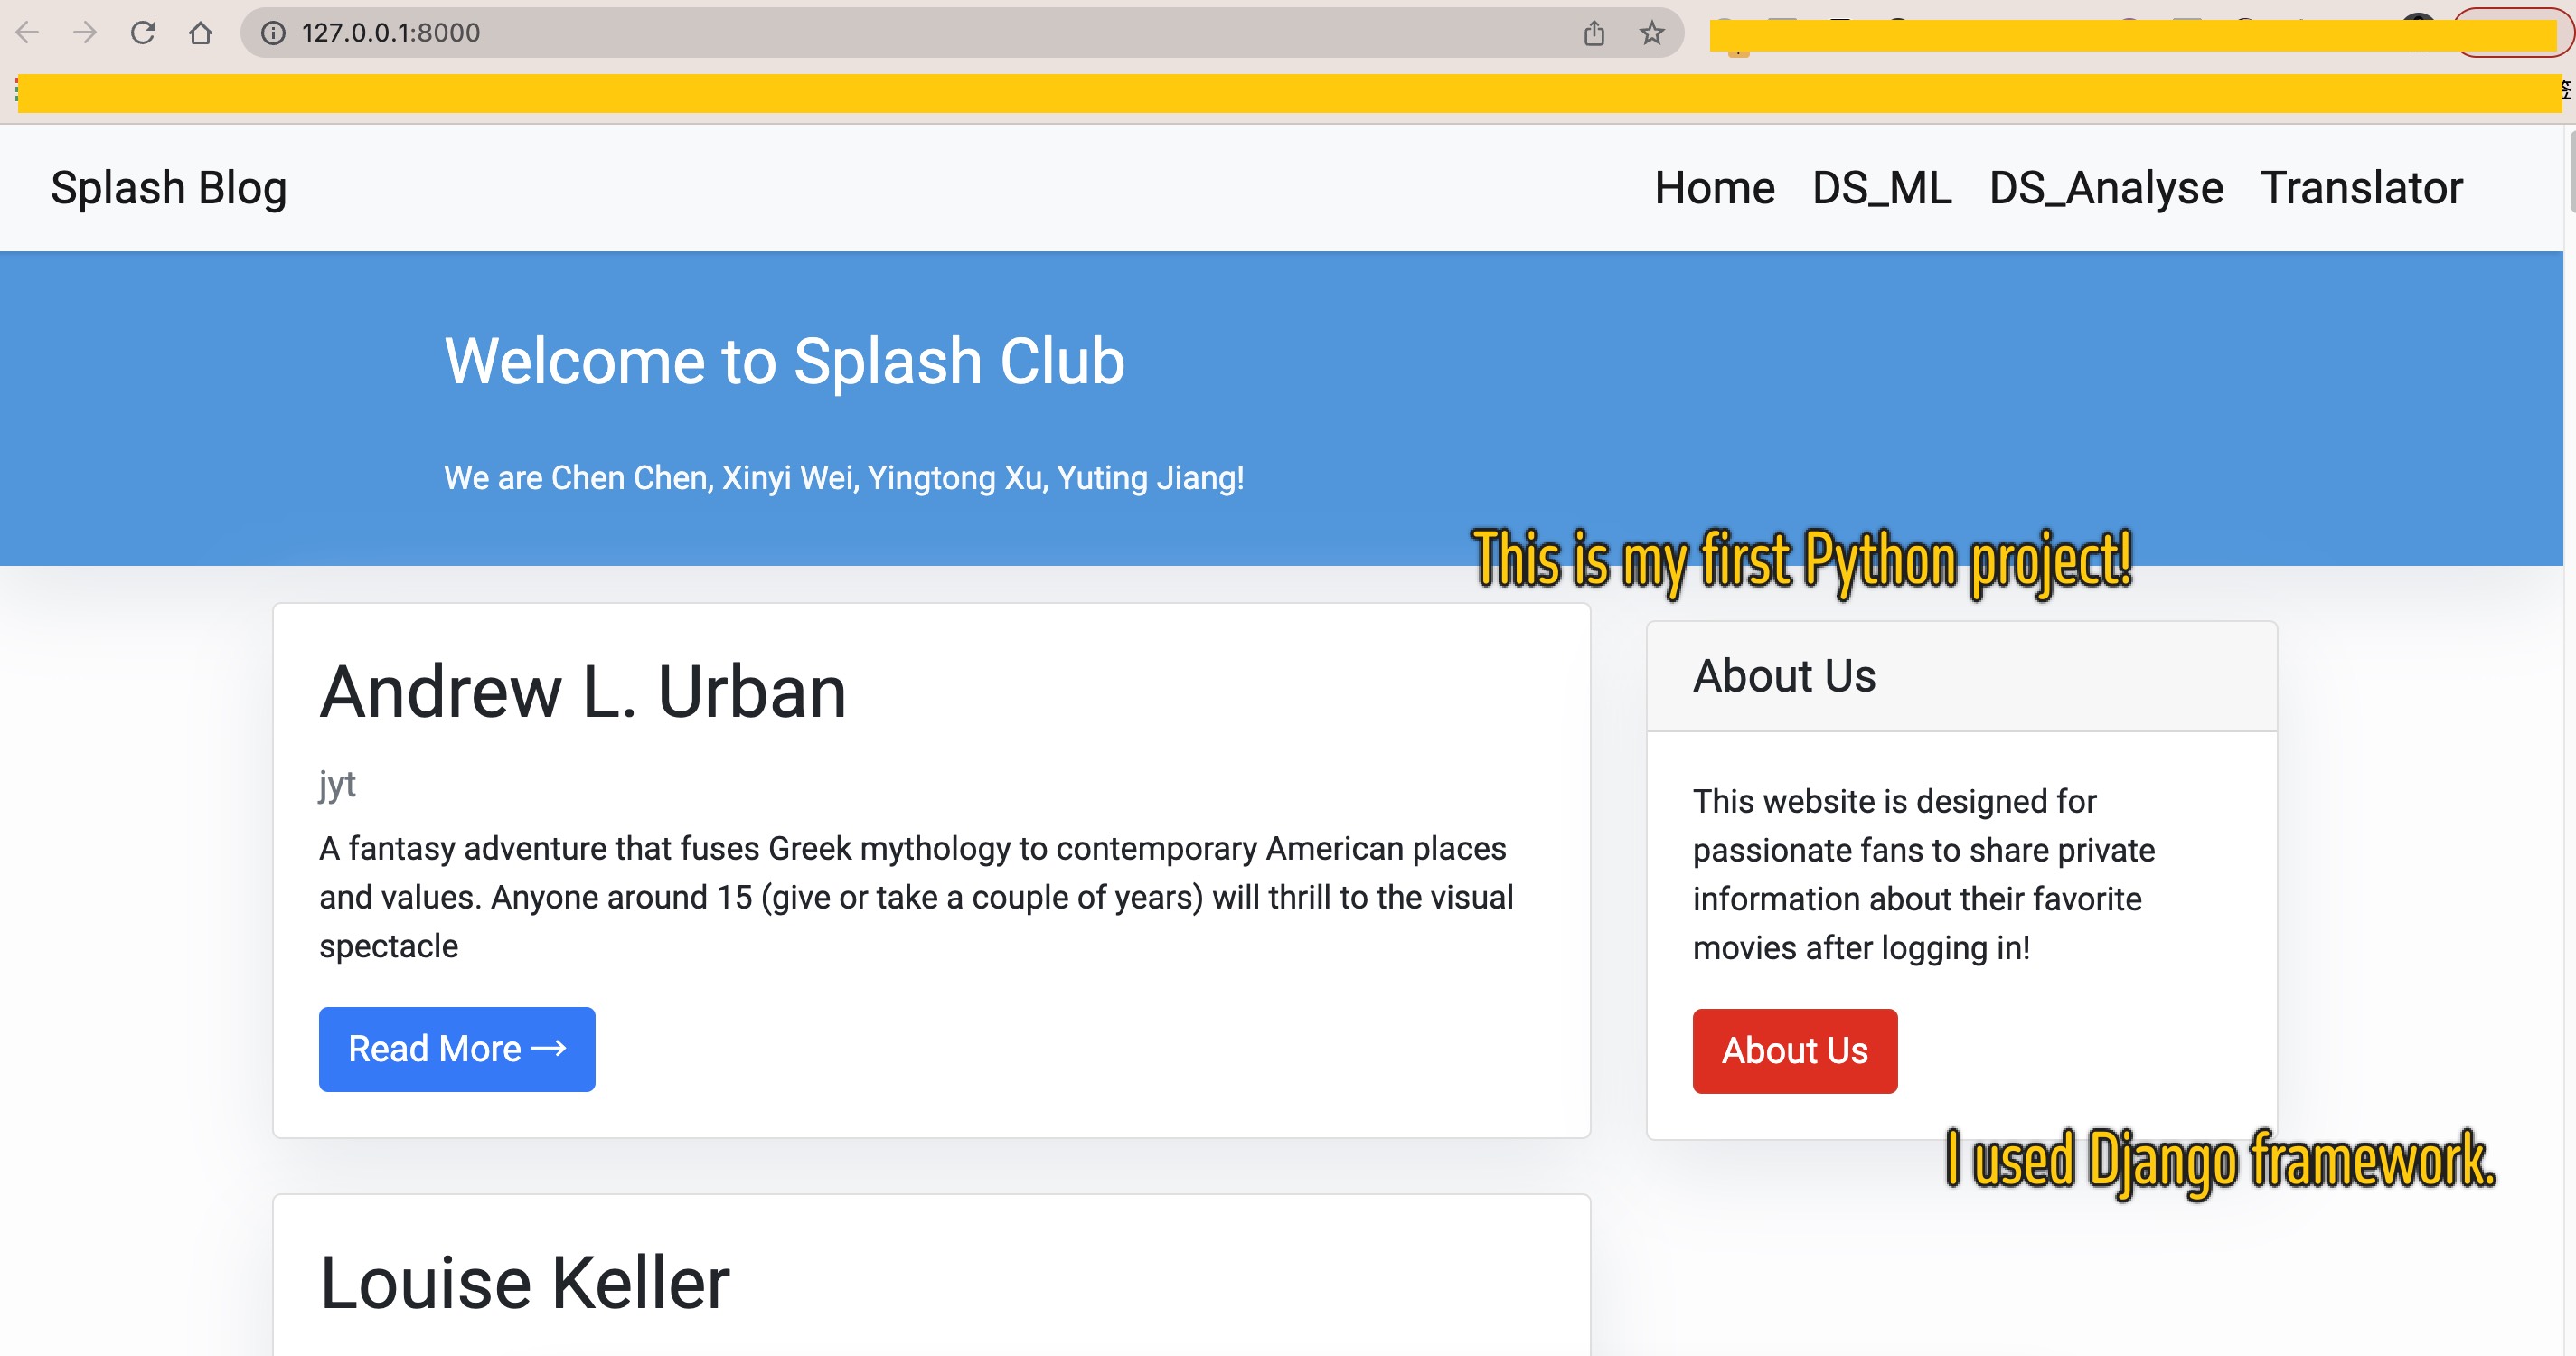 127.0.0.1:8000
Splash Blog
Home DS_ML DS_Analyse Translator
Welcome to Splash Club
We are Chen Chen, Xinyi Wei, Yingtong Xu, Yuting Jiang!
This is my first Python project!
Andrew L. Urban
jyt
A fantasy adventure that fuses Greek mythology to contemporary American places
and values. Anyone around 15 (give or take a couple of years) will thrill to the visual
spectacle
Read More →
About Us
This website is designed for
passionate fans to share private
information about their favorite
movies after logging in!
About Us
I used Django framework.
Louise Keller